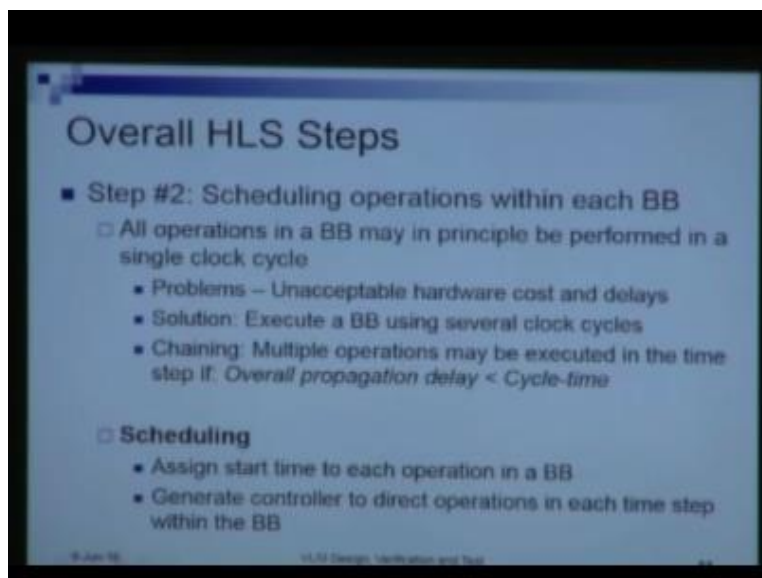 Overall HLS Steps
Step #2: Scheduling operations within each BB
All operations in a BB may in principle be performed in a
single clock cycle
Problems – Unacceptable hardware cost and delays
Solution: Execute a BB using several clock cycles
Chaining: Multiple operations may be executed in the time
step if: Overall propagation delay < Cycle-time
Scheduling
Assign start time to each operation in a BB
Generate controller to direct operations in each time step
within the BB
VLSI Design, Verification and Test